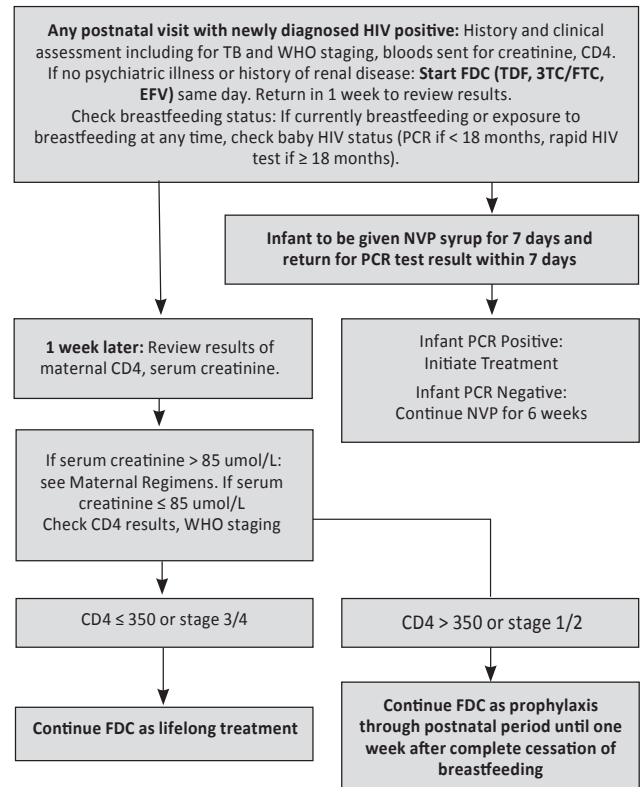 Any postnatal visit with newly diagnosed HIV positive: History and clinical
assessment including for TB and WHO staging, bloods sent for creatinine, CD4.
If no psychiatric illness or history of renal disease: Start FDC (TDF, 3TC/FTC,
EFV) same day. Return in 1 week to review results.
Check breastfeeding status: If currently breastfeeding or exposure to
breastfeeding at any time, check baby HIV status (PCR if < 18 months, rapid HIV
test if ≥ 18 months).
Infant to be given NVP syrup for 7 days and
return for PCR test result within 7 days
1 week later: Review results of
maternal CD4, serum creatinine.
Infant PCR Positive:
Initiate Treatment
Infant PCR Negative:
Continue NVP for 6 weeks
If serum creatinine > 85 umol/L:
see Maternal Regimens. If serum
creatinine ≤ 85 umol/L
Check CD4 results, WHO staging
CD4 ≤ 350 or stage 3/4
CD4 > 350 or stage 1/2
Continue FDC as lifelong treatment
Continue FDC as prophylaxis
through postnatal period until one
week after complete cessation of
breastfeeding